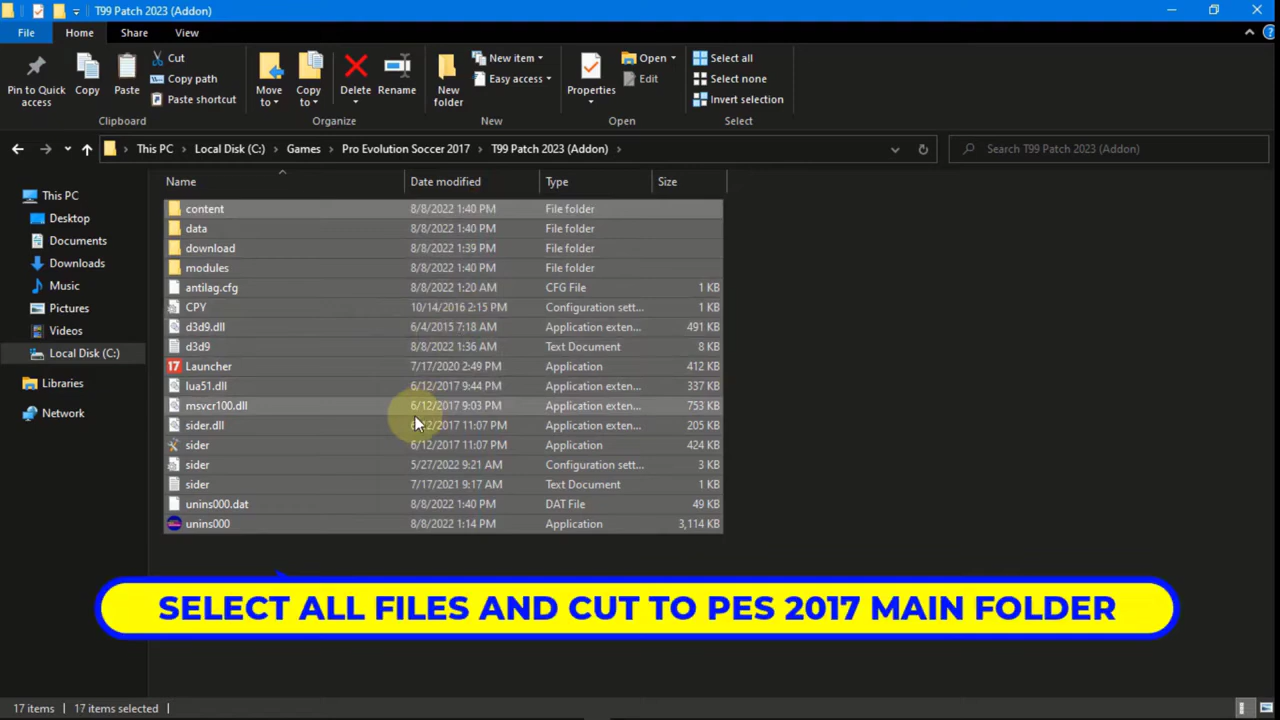 T99 Patch 2023 (Addon)
File Home Share View
Pin to Quick access
Copy
Paste
Cut
Copy path
Paste shortcut
Clipboard
Move to
Copy to
Delete
Rename
Organize
New folder
New item
Easy access
New
Properties
Open
Edit
Open
Select all
Select none
Invert selection
Select
This PC Local Disk (C:) Games Pro Evolution Soccer 2017 T99 Patch 2023 (Addon)
Search T99 Patch 2023 (Addon)
This PC
Desktop
Documents
Downloads
Music
Pictures
Videos
Local Disk (C:)
Libraries
Network
Name Date modified Type Size
content 8/8/2022 1:40 PM File folder
data 8/8/2022 1:40 PM File folder
download 8/8/2022 1:39 PM File folder
modules 8/8/2022 1:40 PM File folder
antilag.cfg 8/8/2022 1:20 AM CFG File 1 KB
CPY 10/14/2016 2:15 PM Configuration sett... 1 KB
d3d9.dll 6/4/2015 7:18 AM Application exten... 491 KB
d3d9 8/8/2022 1:36 AM Text Document 8 KB
17 Launcher 7/17/2020 2:49 PM Application 412 KB
lua51.dll 6/12/2017 9:44 PM Application exten... 337 KB
msvcr100.dll 6/12/2017 9:03 PM Application exten... 753 KB
sider.dll 6/12/2017 11:07 PM Application exten... 205 KB
sider 6/12/2017 11:07 PM Application 424 KB
sider 5/27/2022 9:21 AM Configuration sett... 3 KB
sider 7/17/2021 9:17 AM Text Document 1 KB
unins000.dat 8/8/2022 1:40 PM DAT File 49 KB
unins000 8/8/2022 1:14 PM Application 3,114 KB
SELECT ALL FILES AND CUT TO PES 2017 MAIN FOLDER
17 items 17 items selected